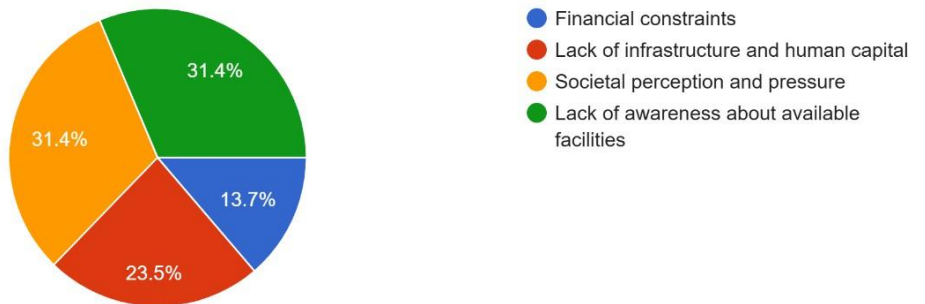 31.4%
31.4%
13.7%
23.5%
Financial constraints
Lack of infrastructure and human capital
Societal perception and pressure
Lack of awareness about available
facilities